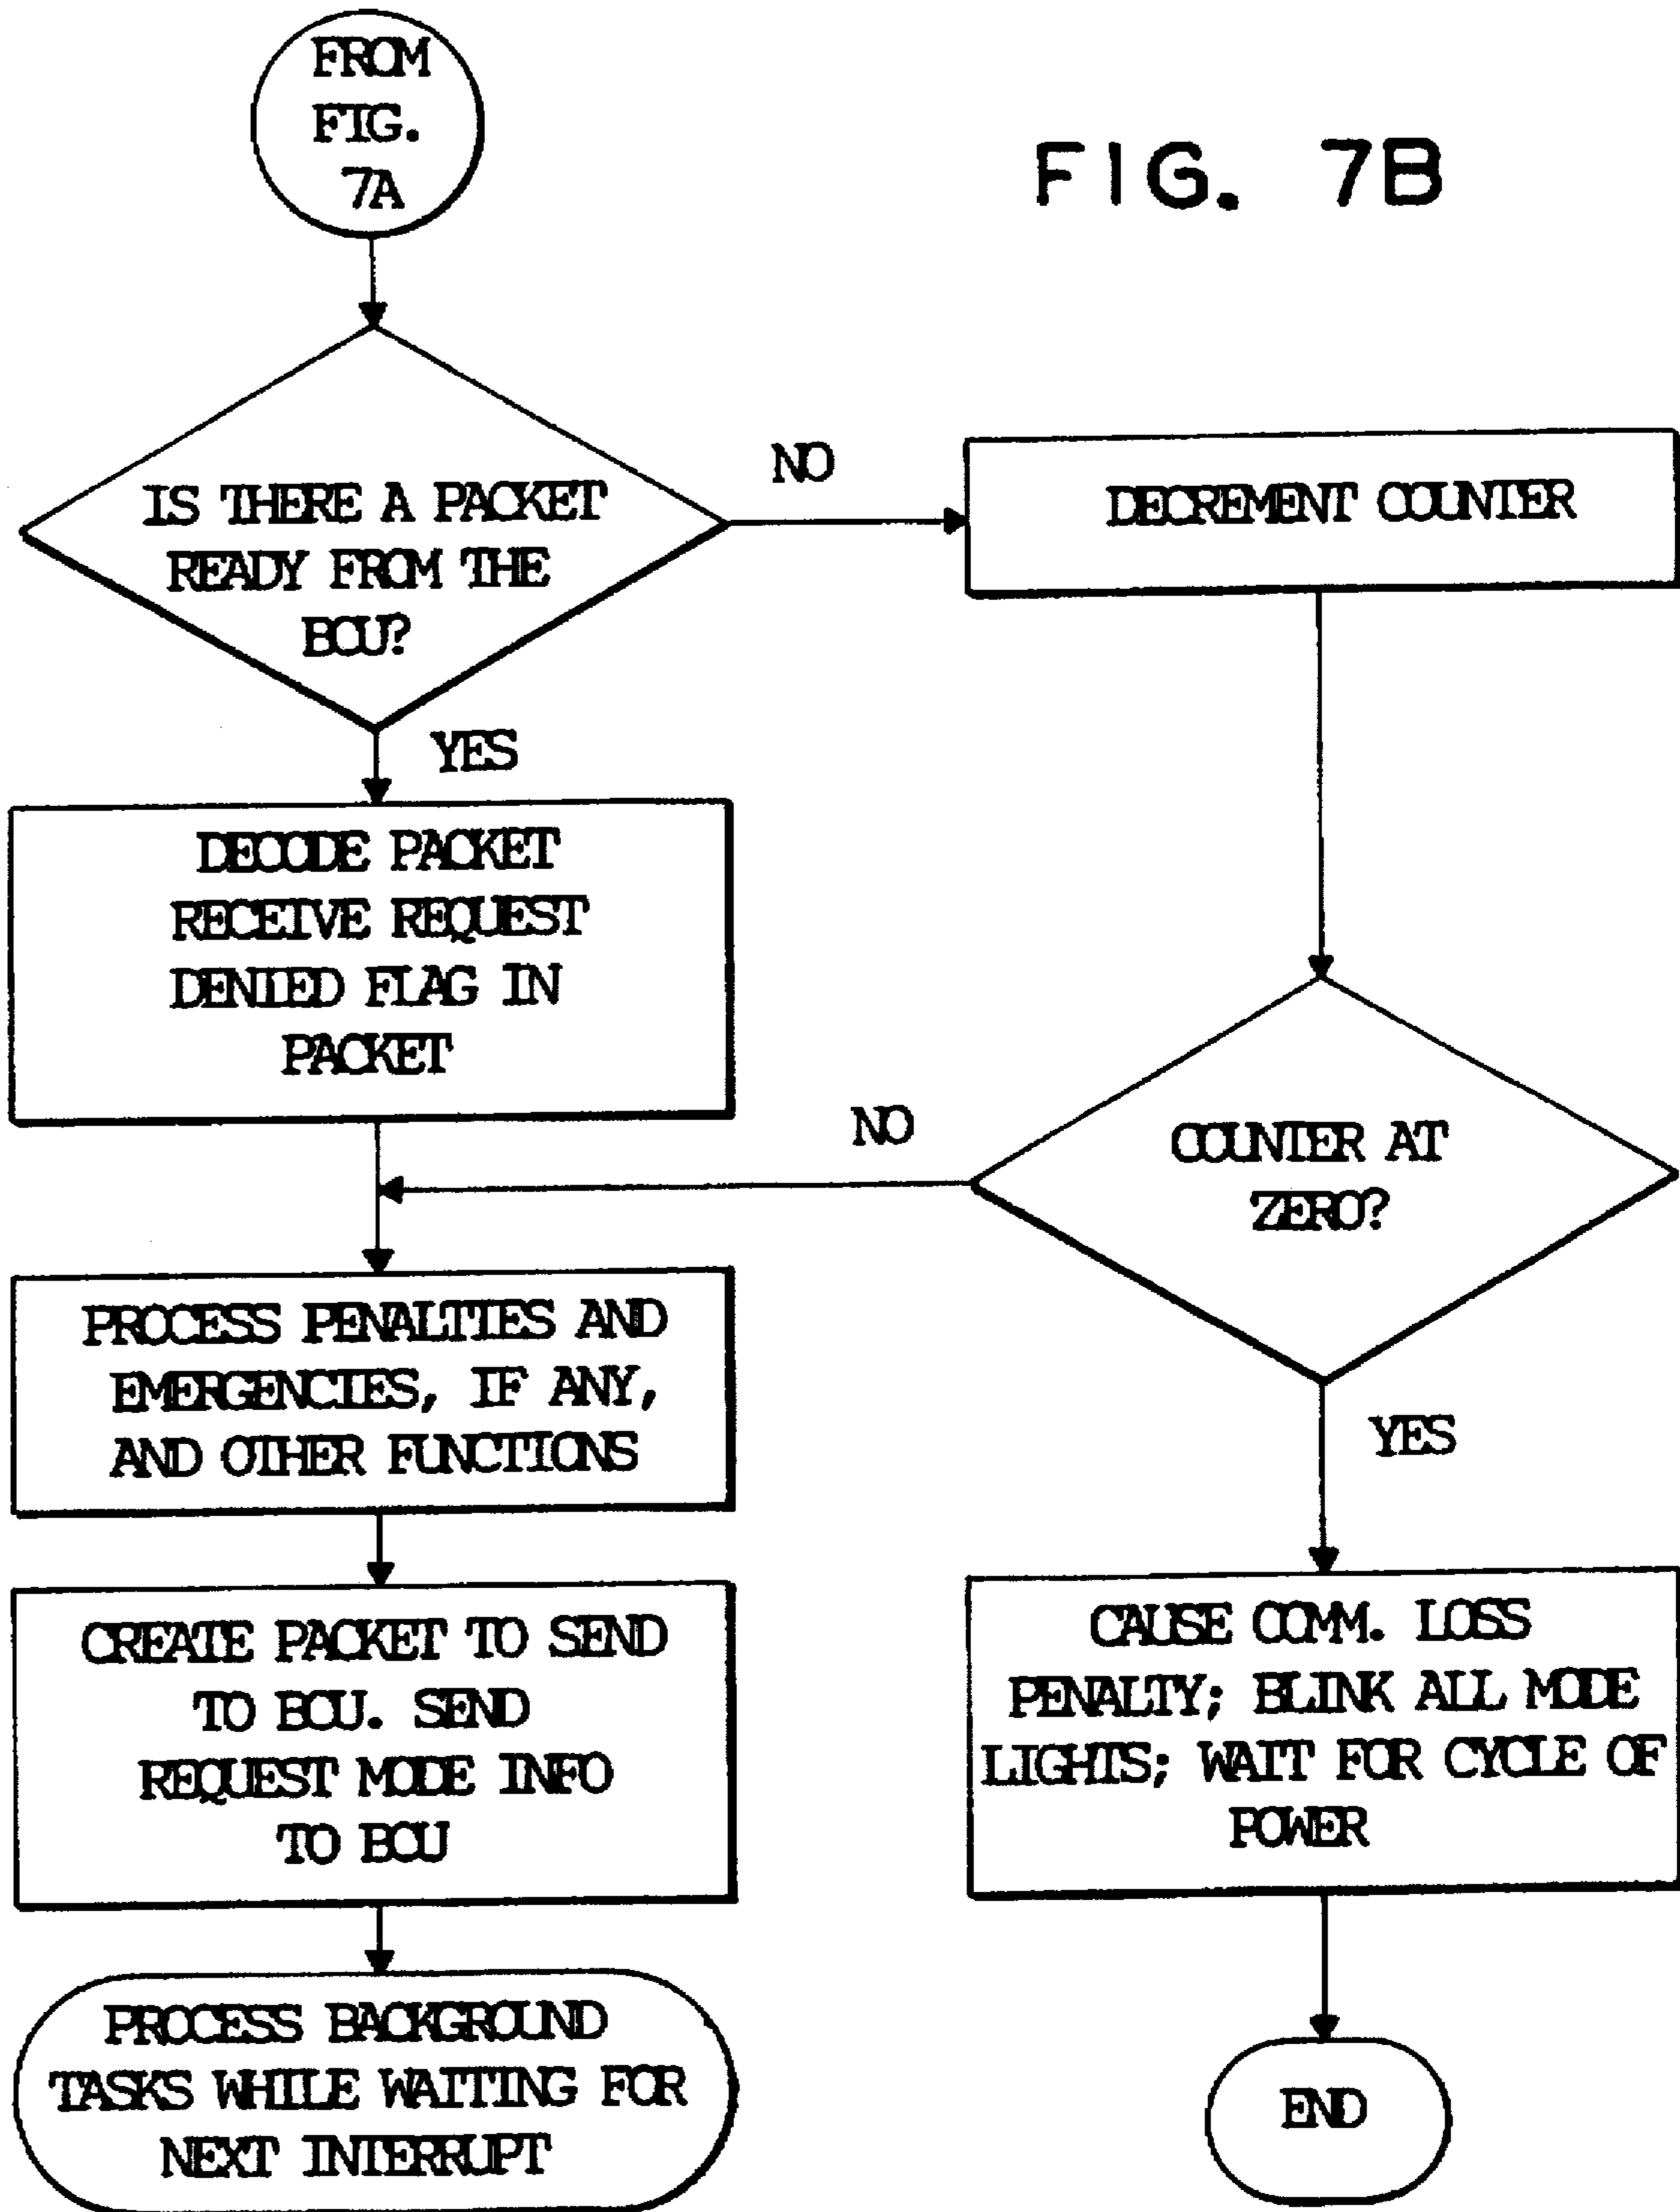 FROM
FIG.
7A
FIG. 7B
IS THERE A PACKET
READY FROM THE
BCU?
NO
DECREMENT COUNTER
YES
DECODE PACKET
RECEIVE REQUEST
DENIED FLAG IN
PACKET
NO
COUNTER AT
ZERO?
PROCESS PENALTIES AND
EMERGENCIES, IF ANY,
AND OTHER FUNCTIONS
YES
CREATE PACKET TO SEND
TO BCU. SEND
REQUEST MODE INFO
TO BCU
CAUSE COMM. LOSS
PENALTY; BLINK ALL MODE
LIGHTS; WAIT FOR CYCLE OF
POWER
PROCESS BACKGROUND
TASKS WHILE WAITING FOR
NEXT INTERRUPT
END